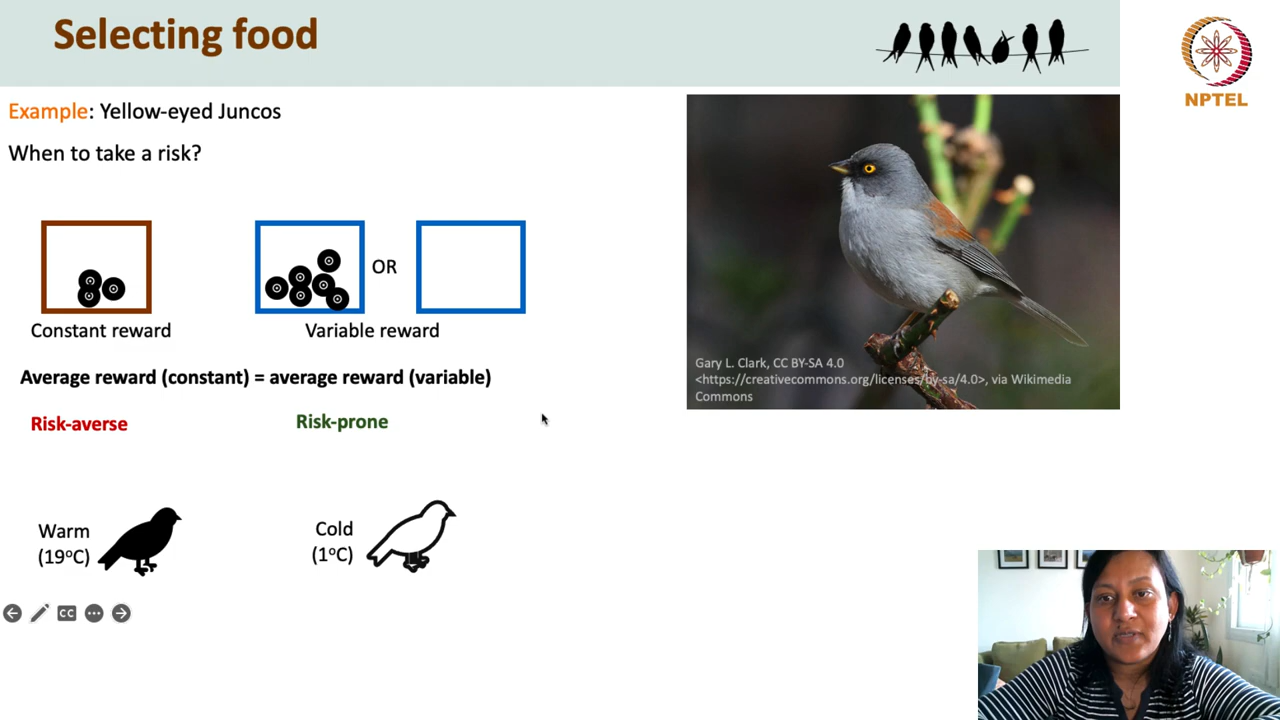 Selecting food
NPTEL
Example: Yellow-eyed Juncos
When to take a risk?
OR
Constant reward
Variable reward
Average reward (constant) = average reward (variable)
Risk-averse
Risk-prone
Warm
(19°C)
Cold
(1°C)
Gary L. Clark, CC BY-SA 4.0
<https://creativecommons.org/licenses/by-sa/4.0>, via Wikimedia
Commons
CC